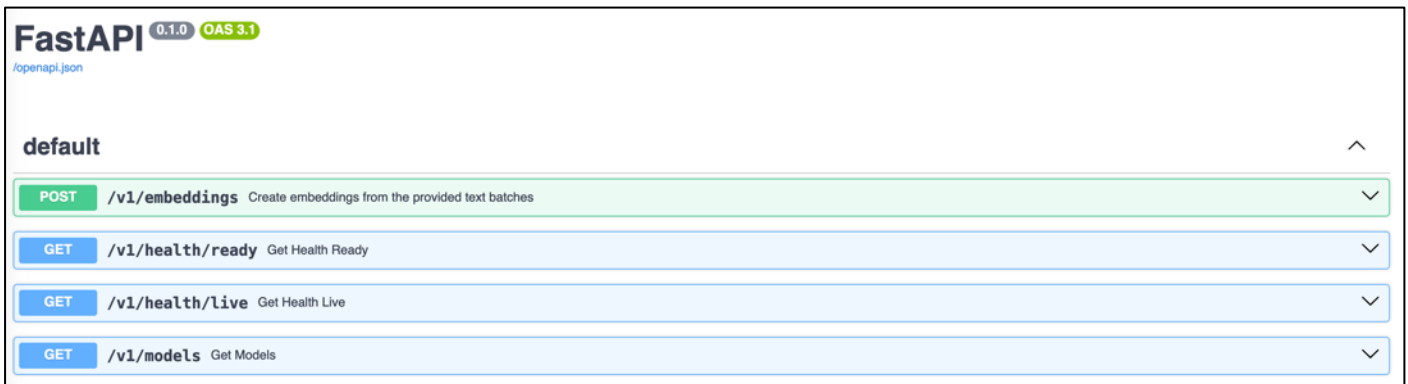 FastAPI 0.1.0 OAS 3.1
/openapi.json
default
POST /v1/embeddings Create embeddings from the provided text batches
GET /v1/health/ready Get Health Ready
GET /v1/health/live Get Health Live
GET /v1/models Get Models